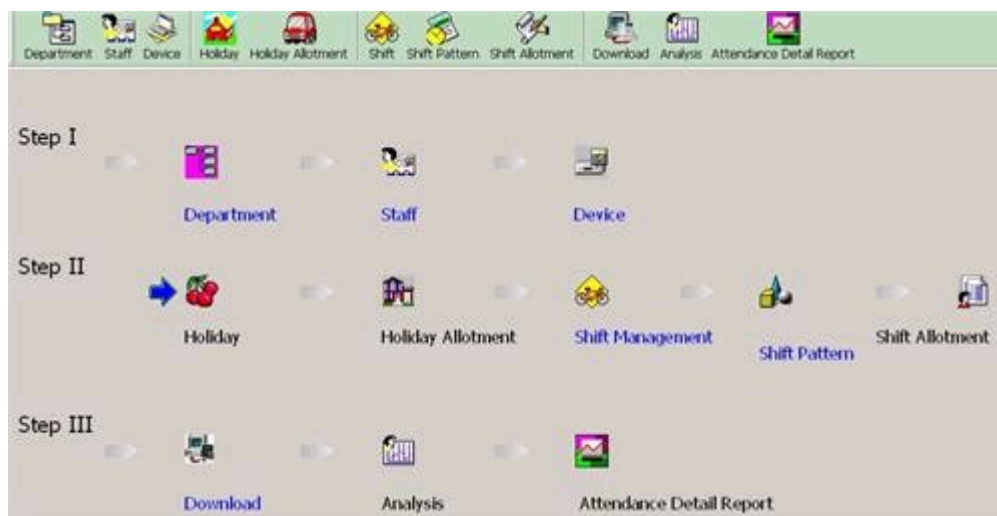 Department Staff Device Holiday Holiday Allotment Shift Shift Pattern Shift Allotment Download Analysis Attendance Detail Report
Step I
Department Staff Device
Step II
Holiday Holiday Allotment Shift Management Shift Pattern Shift Allotment
Step III
Download Analysis Attendance Detail Report